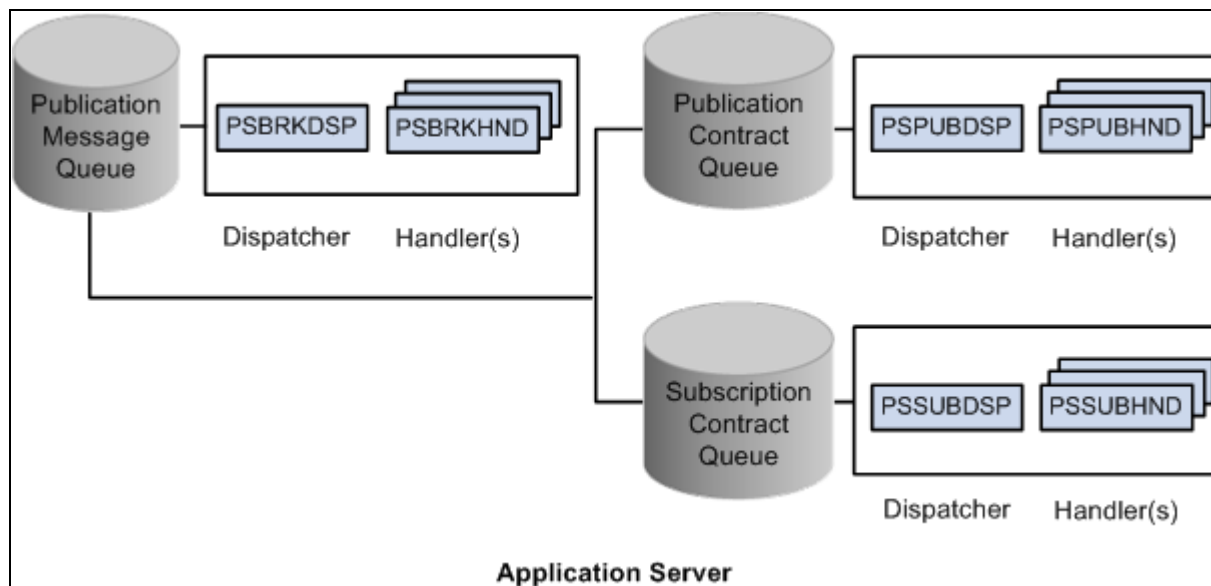 Publication
Message
Queue
PSBRKDSP
PSBRKHND
Dispatcher
Handler(s)
Publication
Contract
Queue
PSPUBDSP
PSPUBHND
Dispatcher
Handler(s)
Subscription
Contract
Queue
PSSUBDSP
PSSUBHND
Dispatcher
Handler(s)
Application Server